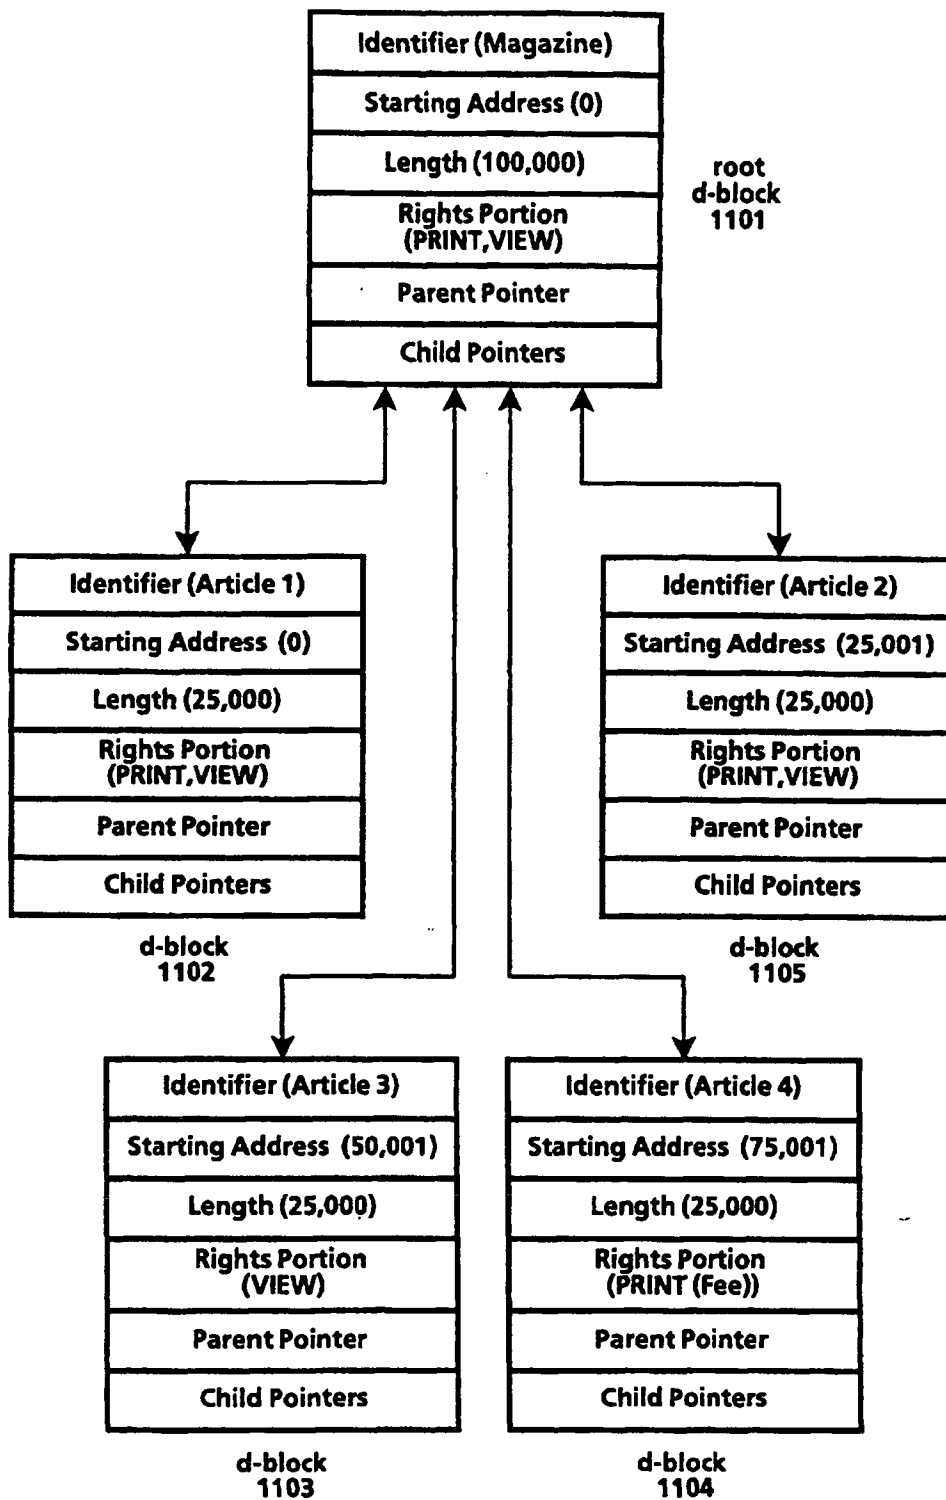 Identifier (Magazine)
Starting Address (0)
Length (100,000)
Rights Portion
(PRINT,VIEW)
Parent Pointer
Child Pointers
root
d-block
1101
Identifier (Article 1)
Starting Address (0)
Length (25,000)
Rights Portion
(PRINT,VIEW)
Parent Pointer
Child Pointers
d-block
1102
Identifier (Article 2)
Starting Address (25,001)
Length (25,000)
Rights Portion
(PRINT,VIEW)
Parent Pointer
Child Pointers
d-block
1105
Identifier (Article 3)
Starting Address (50,001)
Length (25,000)
Rights Portion
(VIEW)
Parent Pointer
Child Pointers
d-block
1103
Identifier (Article 4)
Starting Address (75,001)
Length (25,000)
Rights Portion
(PRINT (Fee))
Parent Pointer
Child Pointers
d-block
1104